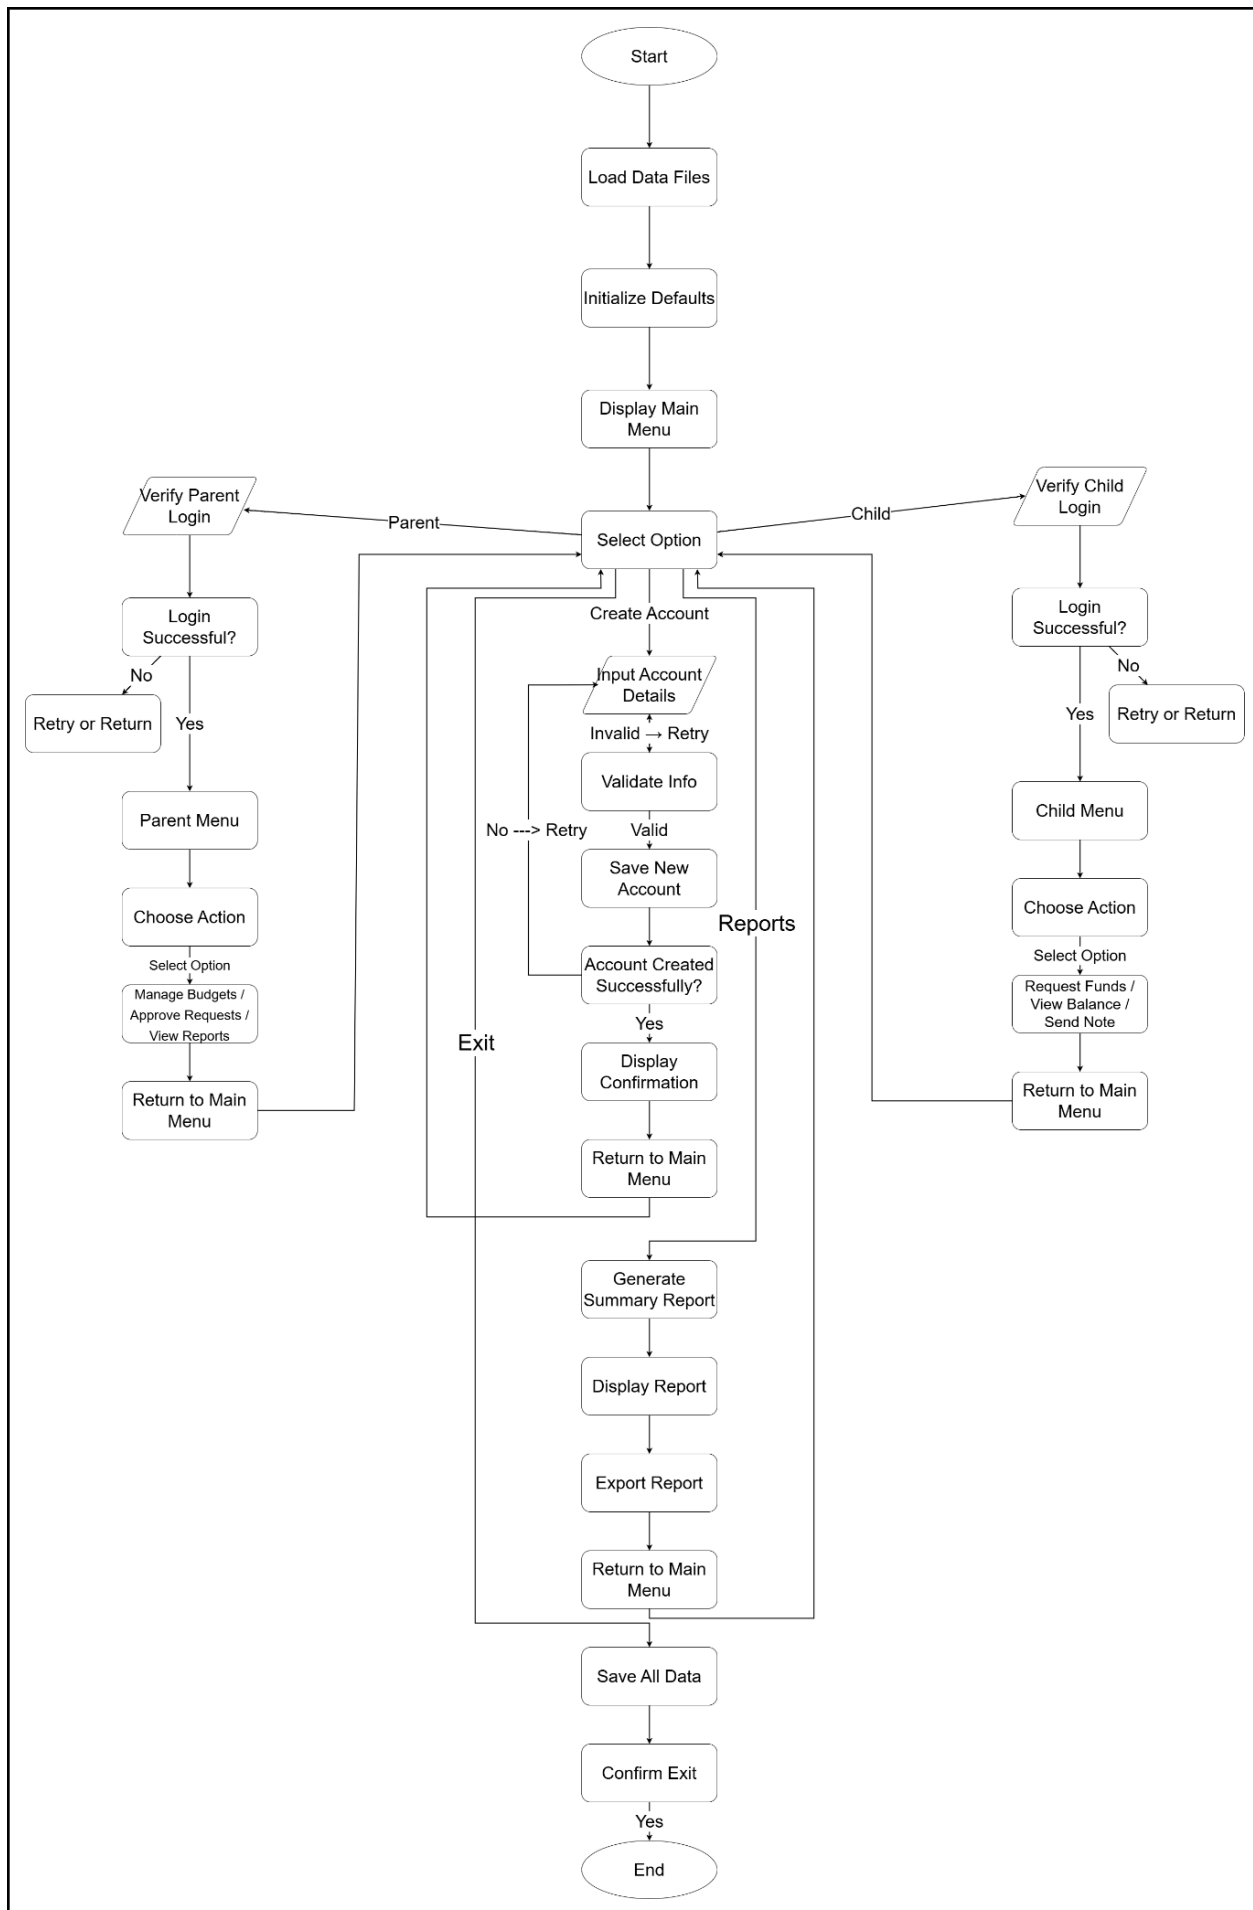 Start
Load Data Files
Initialize Defaults
Display Main
Menu
Verify Parent
Login
Parent
Select Option
Child
Verify Child
Login
Login
Successful?
No
Retry or Return
Yes
Parent Menu
Choose Action
Select Option
Manage Budgets /
Approve Requests /
View Reports
Return to Main
Menu
Create Account
Input Account
Details
Invalid → Retry
Validate Info
No ---> Retry
Valid
Save New
Account
Account Created
Successfully?
Yes
Display
Confirmation
Return to Main
Menu
Exit
Reports
Login
Successful?
No
Retry or Return
Yes
Child Menu
Choose Action
Select Option
Request Funds /
View Balance /
Send Note
Return to Main
Menu
Generate
Summary Report
Display Report
Export Report
Return to Main
Menu
Save All Data
Confirm Exit
Yes
End